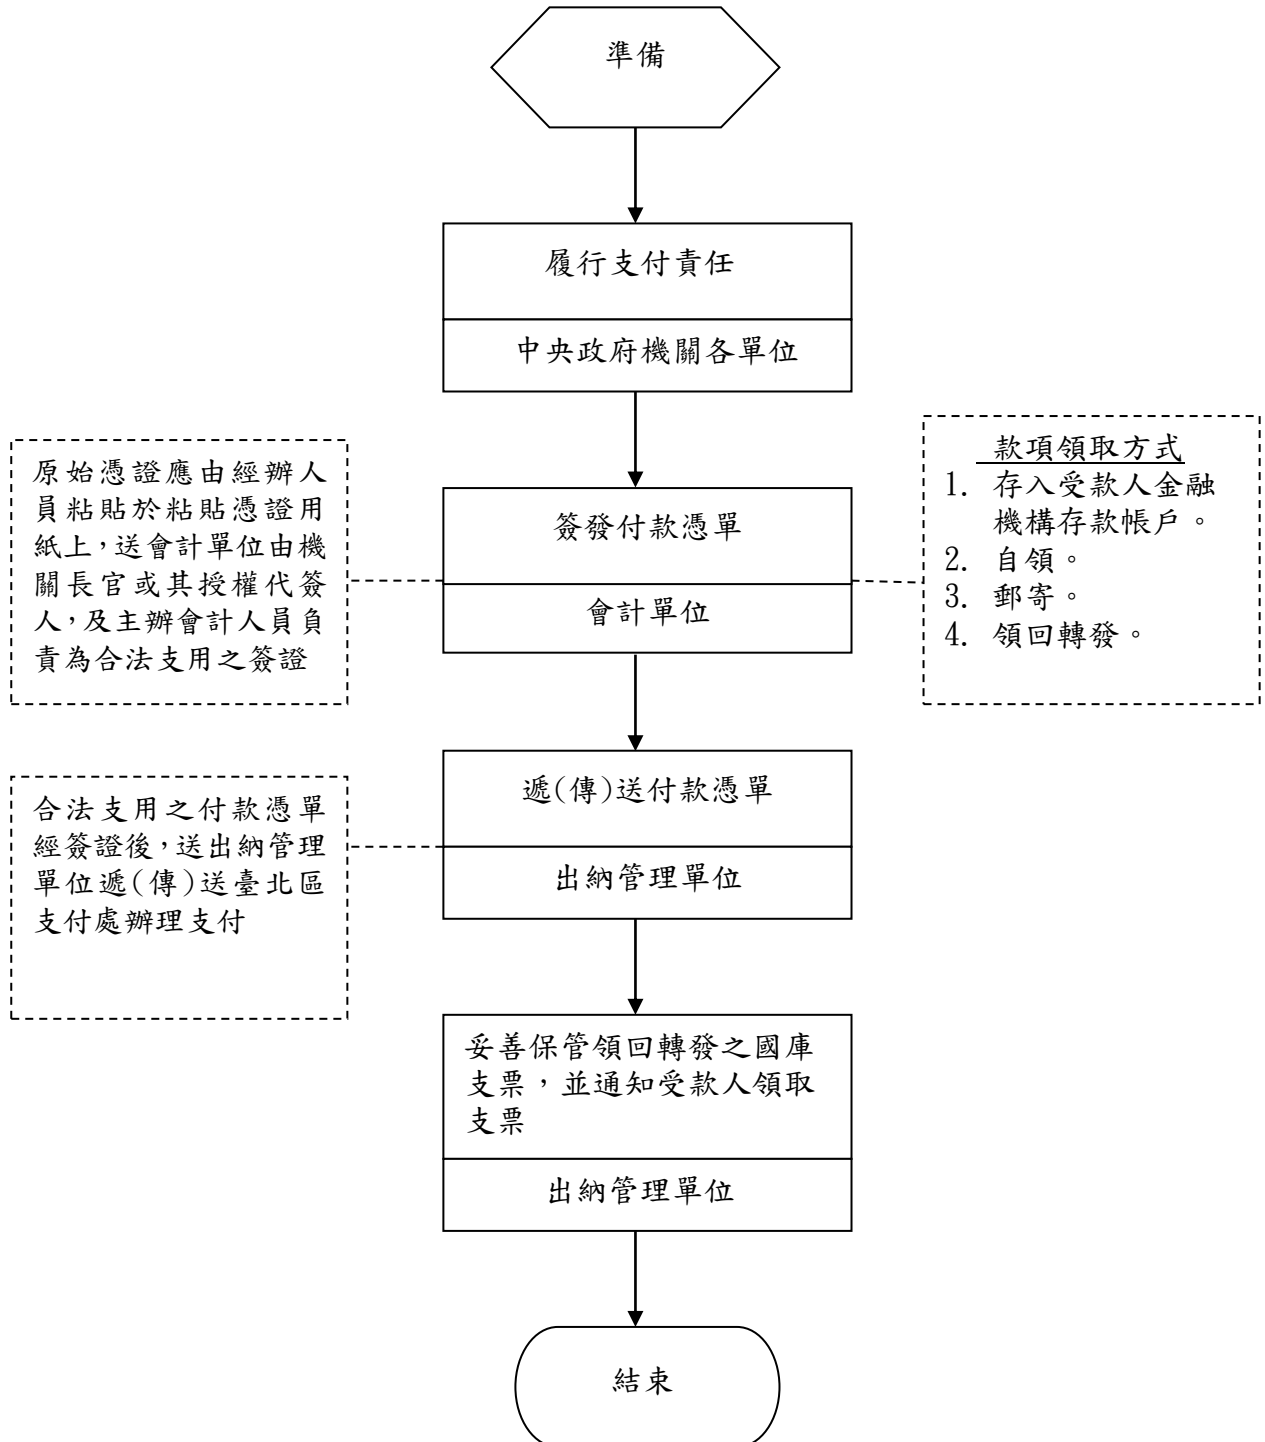 準備
履行支付責任
中央政府機關各單位
原始憑證應由經辦人
員粘貼於粘貼憑證用
紙上，送會計單位由機
關長官或其授權代簽
人，及主辦會計人員負
責為合法支用之簽證
簽發付款憑單
會計單位
款項領取方式
1. 存入受款人金融
機構存款帳戶。
2. 自領。
3. 郵寄。
4. 領回轉發。
合法支用之付款憑單
經簽證後，送出納管理
單位遞(傳)送臺北區
支付處辦理支付
遞(傳)送付款憑單
出納管理單位
妥善保管領回轉發之國庫
支票，並通知受款人領取
支票
出納管理單位
結束